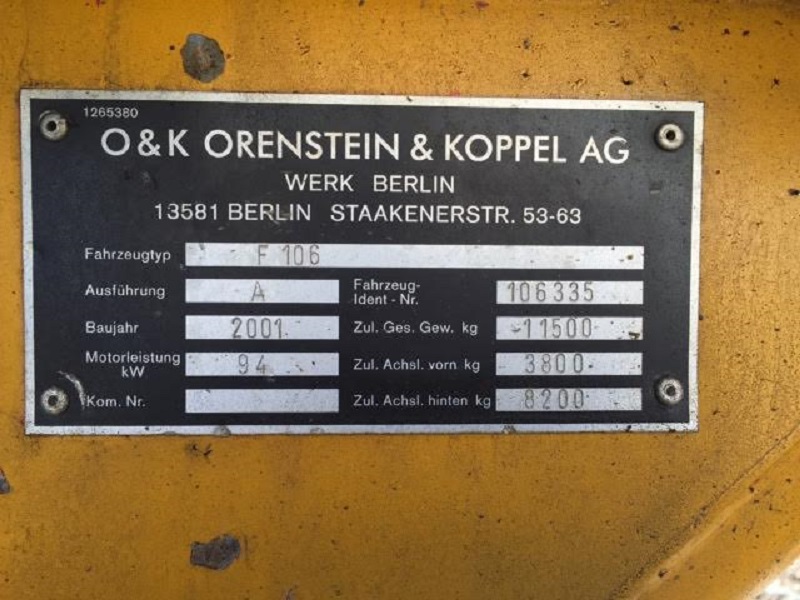 1265380
O & K ORENSTEIN & KOPPEL AG
WERK BERLIN
13581 BERLIN STAAKENERSTR. 53-63
Fahrzeugtyp F 106
Ausführung A Fahrzeug-Ident-Nr. 106335
Baujahr 2001 Zul. Ges. Gew. kg 11500
Motorleistung kW 94 Zul. Achsl. vorn kg 3800
Kom. Nr. Zul. Achsl. hinten kg 8200